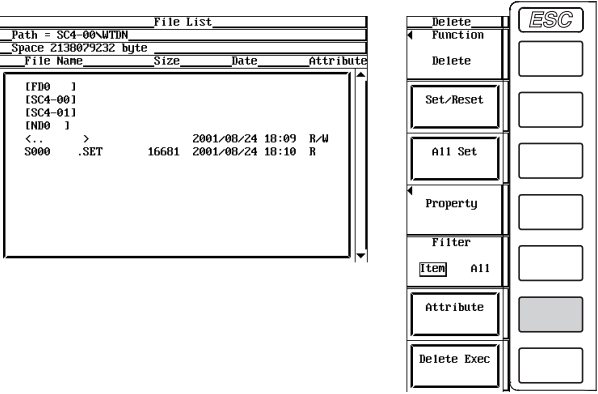 File List
Path = SC4-00\WTDN
Space 2138079232 byte
File Name Size Date Attribute
[FD0 ]
[SC4-00]
[SC4-01]
[ND0 ]
<.. > 2001/08/24 18:09 R/W
S000 .SET 16681 2001/08/24 18:10 R
Delete
Function
Delete
Set/Reset
All Set
Property
Filter
Item All
Attribute
Delete Exec
ESC